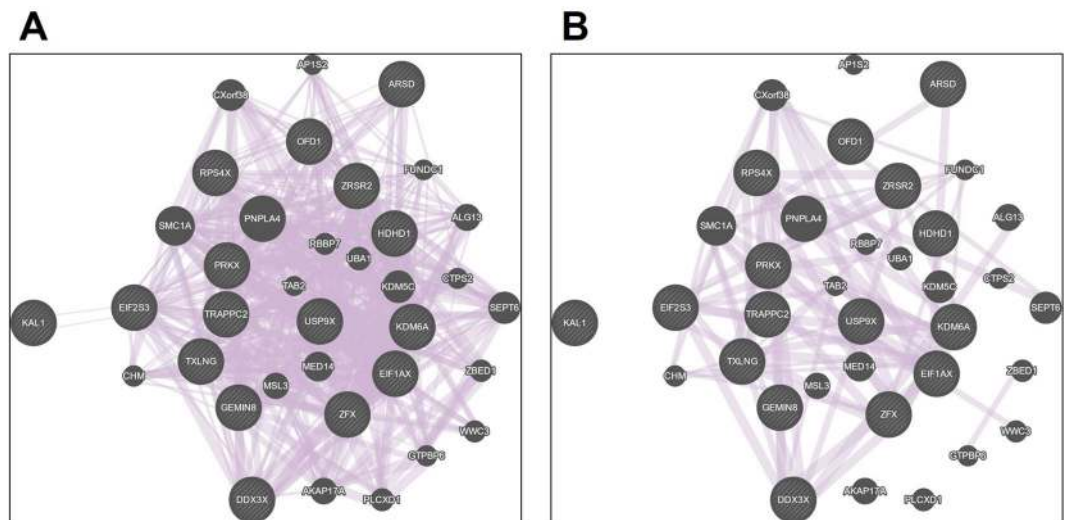 A
AP1S2
ARSD
CXorf38
OFD1
FUNDC1
RPS4X
ZRSR2
PNPLA4
ALG13
SMC1A
HDHD1
RBBP7
UBA1
PRKX
CTPS2
TAB2
KDM5C
EIF2S3
SEPT6
TRAPPC2
USP9X
KDM6A
KAL1
TXLNG
MED14
CHM
EIF1AX
ZBED1
MSL3
GEMIN8
ZFX
WWC3
GTPBP6
DDX3X
AKAP17A
PLCXD1
B
AP1S2
ARSD
CXorf38
OFD1
FUNDC1
RPS4X
ZRSR2
PNPLA4
ALG13
SMC1A
HDHD1
RBBP7
UBA1
PRKX
CTPS2
TAB2
KDM5C
EIF2S3
SEPT6
TRAPPC2
USP9X
KDM6A
KAL1
TXLNG
MED14
CHM
EIF1AX
ZBED1
MSL3
GEMIN8
ZFX
WWC3
GTPBP6
DDX3X
AKAP17A
PLCXD1